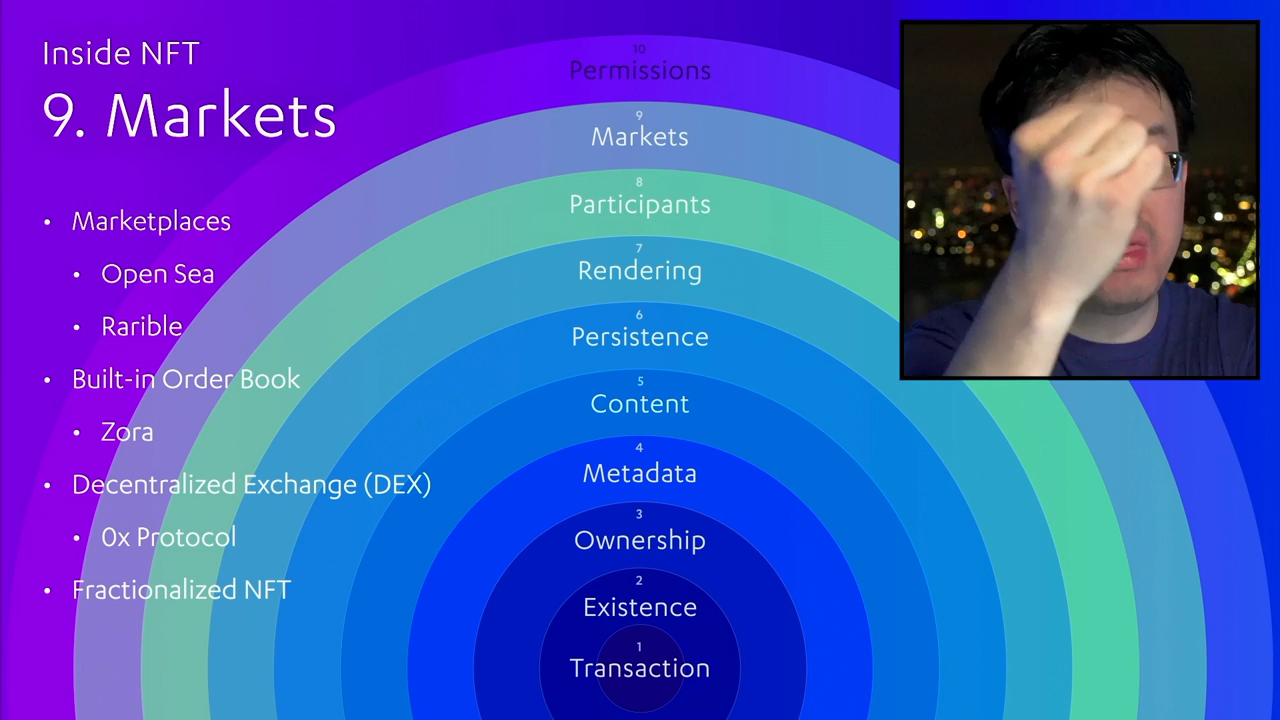 Inside NFT
9. Markets
• Marketplaces
• Open Sea
• Rarible
• Built-in Order Book
• Zora
• Decentralized Exchange (DEX)
• 0x Protocol
• Fractionalized NFT
10
Permissions
9
Markets
8
Participants
7
Rendering
6
Persistence
5
Content
4
Metadata
3
Ownership
2
Existence
1
Transaction